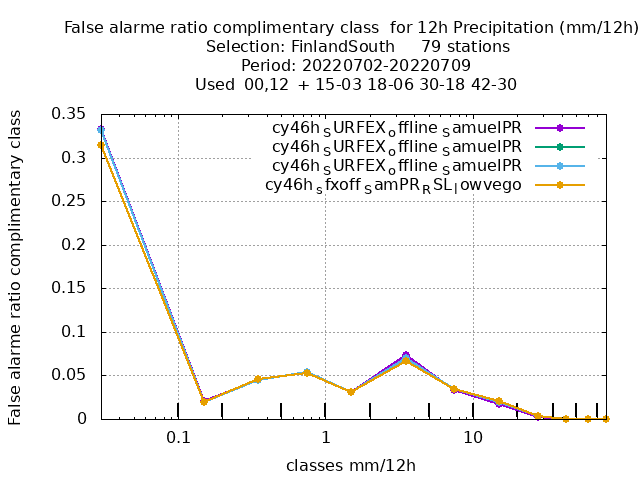 False alarme ratio complimentary class  for 12h Precipitation (mm/12h)
Selection: FinlandSouth     79 stations
Period: 20220702-20220709
Used  00,12  + 15-03 18-06 30-18 42-30
False alarme ratio complimentary class
0.35
0.3
0.25
0.2
0.15
0.1
0.05
0
cy46h_SURFEX_offline_SamuelPR
cy46h_SURFEX_offline_SamuelPR
cy46h_SURFEX_offline_SamuelPR
cy46h_sfxoff_SamPR_RSL_lowvego
0.1 1 10
classes mm/12h